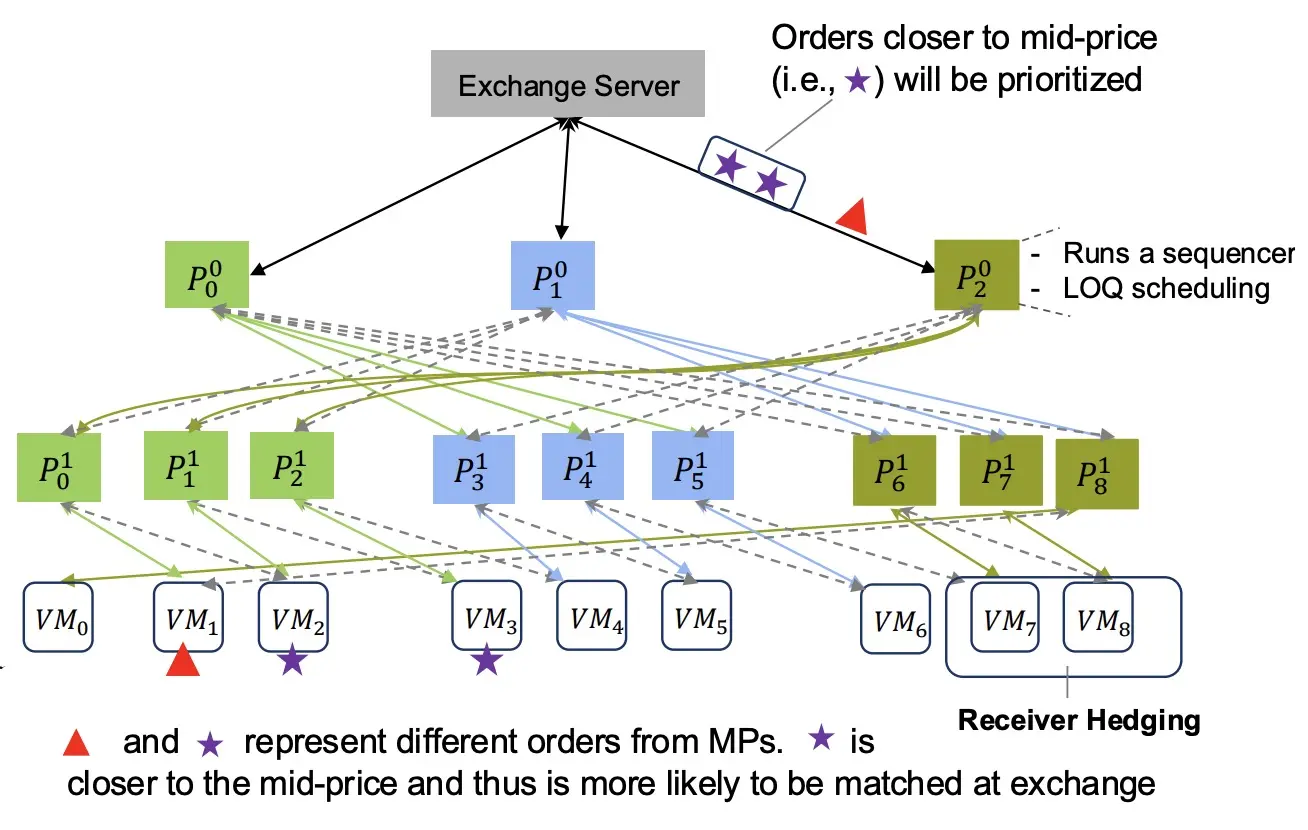 Orders closer to mid-price
(i.e., ★) will be prioritized
Exchange Server
P_0^0
P_1^0
P_2^0
- Runs a sequencer
- LOQ scheduling
P_0^1
P_1^1
P_2^1
P_3^1
P_4^1
P_5^1
P_6^1
P_7^1
P_8^1
VM_0
VM_1
VM_2
VM_3
VM_4
VM_5
VM_6
VM_7
VM_8
Receiver Hedging
▲ and ★ represent different orders from MPs. ★ is
closer to the mid-price and thus is more likely to be matched at exchange